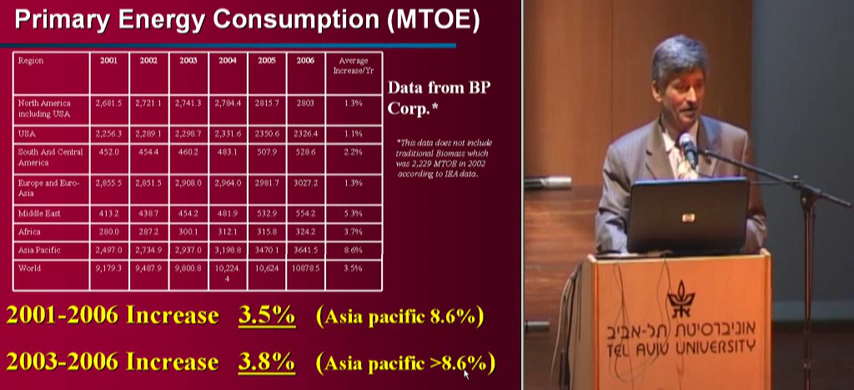 Primary Energy Consumption (MTOE)
Region 2001 2002 2003 2004 2005 2006 Average
Increase/Yr
North America
including USA 2,681.5 2,721.1 2,741.3 2,784.4 2815.7 2803 1.3%
USA 2,256.3 2,289.1 2,298.7 2,331.6 2350.6 2326.4 1.1%
South And Central
America 452.0 454.4 460.2 483.1 507.9 528.6 2.2%
Europe and Euro-
Asia 2,855.5 2,851.5 2,908.0 2,964.0 2981.7 3027.2 1.3%
Middle East 413.2 438.7 454.2 481.9 532.9 554.2 5.3%
Africa 280.0 287.2 300.1 312.1 315.8 324.2 3.7%
Asia Pacific 2,497.0 2,734.9 2,937.0 3,198.8 3470.1 3641.5 8.6%
World 9,179.3 9,487.9 9,800.8 10,224. 10,624 10878.5 3.5%
4
Data from BP
Corp.*
*This data does not include
traditional Biomass which
was 2,229 MTOE in 2002
according to IEA data.
2001-2006 Increase 3.5% (Asia pacific 8.6%)
2003-2006 Increase 3.8% (Asia pacific >8.6%)
hp
אוניברסיטת תל-אביב
TEL AVIV UNIVERSITY